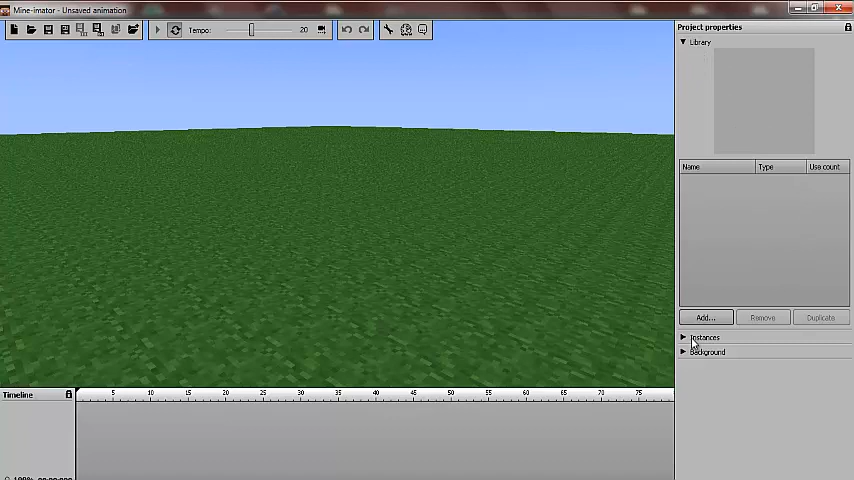 Mine-imator - Unsaved animation
Project properties
Tempo: 20
Library
Name Type Use count
Add... Remove Duplicate
Instances
Background
Timeline
5 10 15 20 25 30 35 40 45 50 55 60 65 70 75